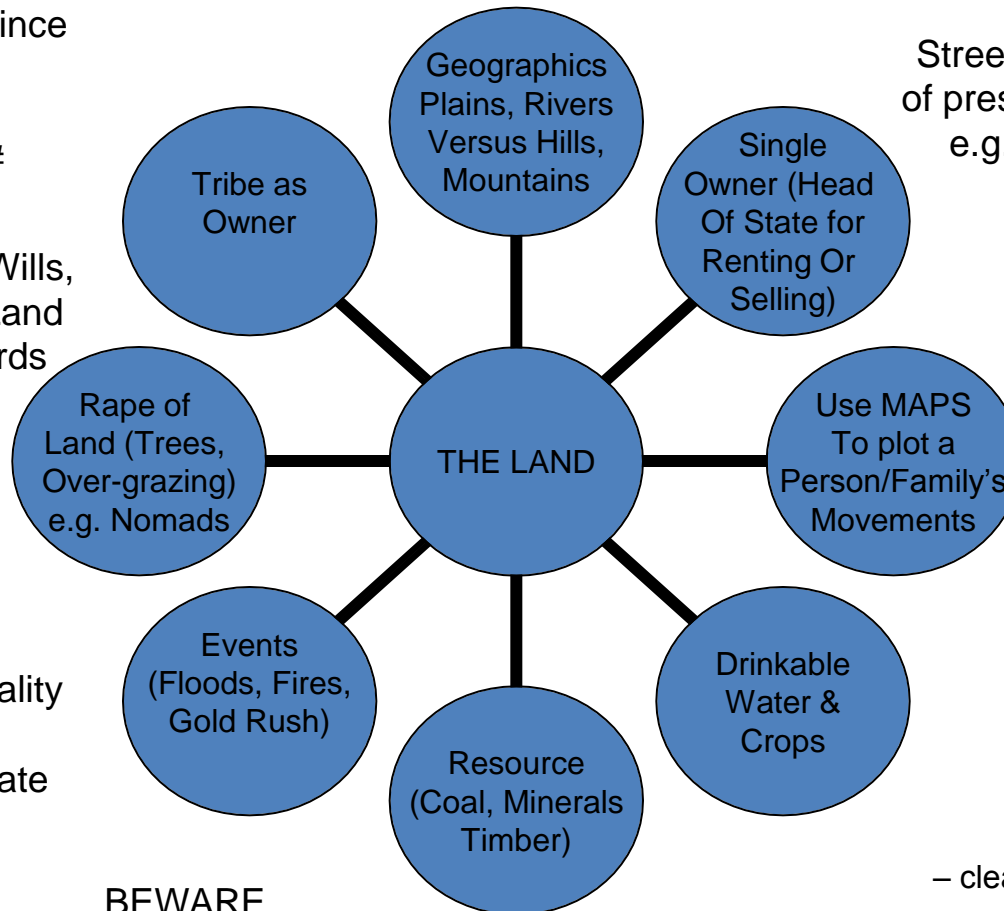 ince
Stree
of pres
e.g
Geographics
Plains, Rivers
Versus Hills,
Mountains
Tribe as
Owner
Single
Owner (Head
Of State for
Renting Or
Selling)
Wills,
and
rds
Rape of
Land (Trees,
Over-grazing)
e.g. Nomads
THE LAND
Use MAPS
To plot a
Person/Family's
Movements
Events
(Floods, Fires,
Gold Rush)
Drinkable
Water &
Crops
ality
ate
Resource
(Coal, Minerals
Timber)
– clea
BEWARE